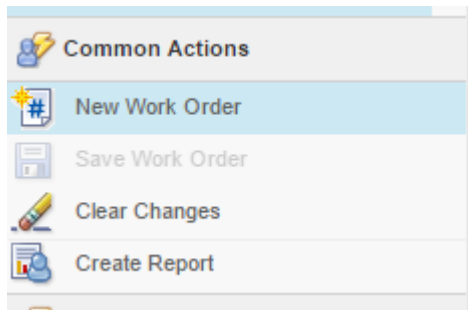 Common Actions
New Work Order
Save Work Order
Clear Changes
Create Report